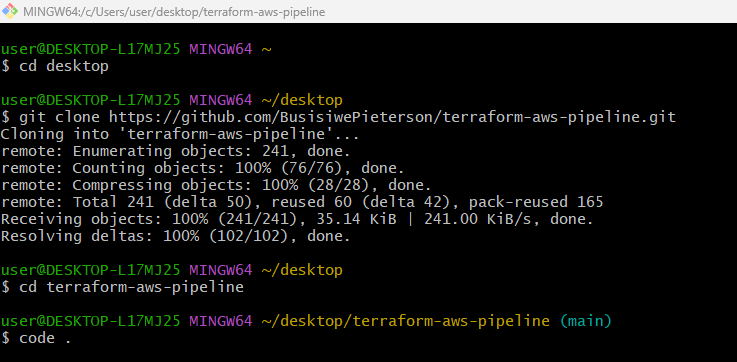 MINGW64:/c/Users/user/desktop/terraform-aws-pipeline
user@DESKTOP-L17MJ25 MINGW64 ~
$ cd desktop
user@DESKTOP-L17MJ25 MINGW64 ~/desktop
$ git clone https://github.com/BusisiwePieterson/terraform-aws-pipeline.git
Cloning into 'terraform-aws-pipeline'...
remote: Enumerating objects: 241, done.
remote: Counting objects: 100% (76/76), done.
remote: Compressing objects: 100% (28/28), done.
remote: Total 241 (delta 50), reused 60 (delta 42), pack-reused 165
Receiving objects: 100% (241/241), 35.14 KiB | 241.00 KiB/s, done.
Resolving deltas: 100% (102/102), done.
user@DESKTOP-L17MJ25 MINGW64 ~/desktop
$ cd terraform-aws-pipeline
user@DESKTOP-L17MJ25 MINGW64 ~/desktop/terraform-aws-pipeline (main)
$ code .